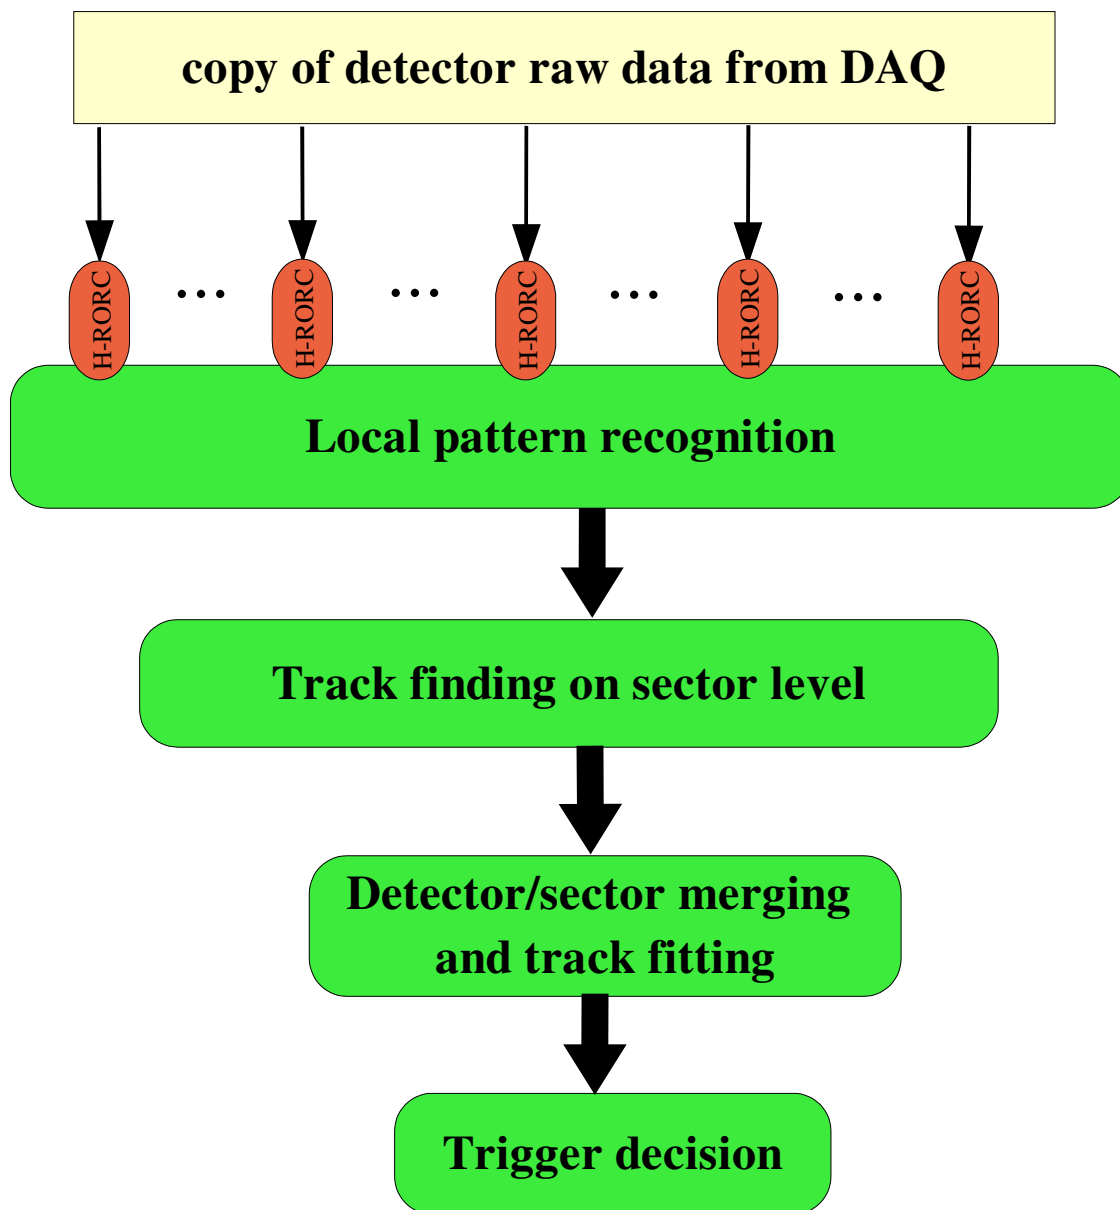 copy of detector raw data from DAQ
H-RORC
...
H-RORC
...
H-RORC
...
H-RORC
...
H-RORC
Local pattern recognition
Track finding on sector level
Detector/sector merging
and track fitting
Trigger decision